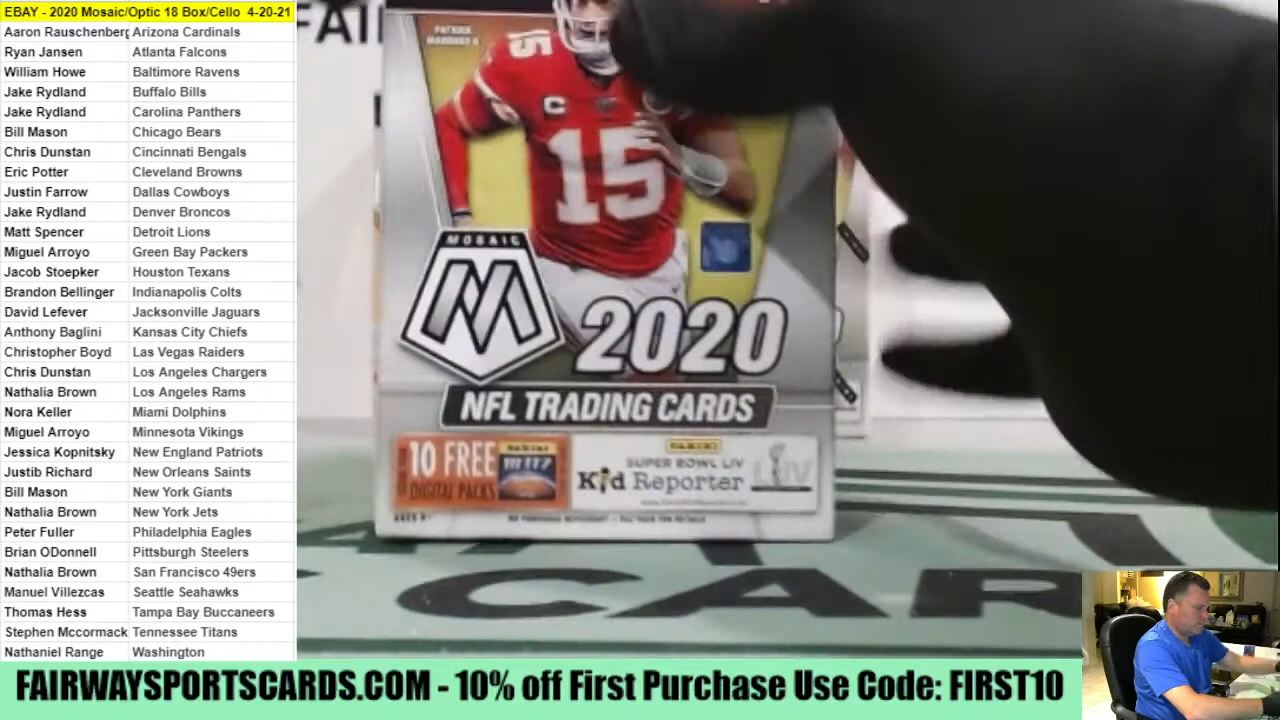 EBAY - 2020 Mosaic/Optic 18 Box/Cello 4-20-21
Aaron Rauschenberg Arizona Cardinals
Ryan Jansen Atlanta Falcons
William Howe Baltimore Ravens
Jake Rydland Buffalo Bills
Jake Rydland Carolina Panthers
Bill Mason Chicago Bears
Chris Dunstan Cincinnati Bengals
Eric Potter Cleveland Browns
Justin Farrow Dallas Cowboys
Jake Rydland Denver Broncos
Matt Spencer Detroit Lions
Miguel Arroyo Green Bay Packers
Jacob Stoepker Houston Texans
Brandon Bellinger Indianapolis Colts
David Lefever Jacksonville Jaguars
Anthony Baglini Kansas City Chiefs
Christopher Boyd Las Vegas Raiders
Chris Dunstan Los Angeles Chargers
Nathalia Brown Los Angeles Rams
Nora Keller Miami Dolphins
Miguel Arroyo Minnesota Vikings
Jessica Kopnitsky New England Patriots
Justib Richard New Orleans Saints
Bill Mason New York Giants
Nathalia Brown New York Jets
Peter Fuller Philadelphia Eagles
Brian ODonnell Pittsburgh Steelers
Nathalia Brown San Francisco 49ers
Manuel Villezcas Seattle Seahawks
Thomas Hess Tampa Bay Buccaneers
Stephen Mccormack Tennessee Titans
Nathaniel Range Washington
FAI
PATRICK
MAHOMES II
15
C
15
MOSAIC
M
2020
NFL TRADING CARDS
10 FREE
DIGITAL PACKS
PANINI
PANINI
SUPER BOWL LIV
Kid Reporter
LIV
CAR
FAIRWAYSPORTSCARDS.COM - 10% off First Purchase Use Code: FIRST10